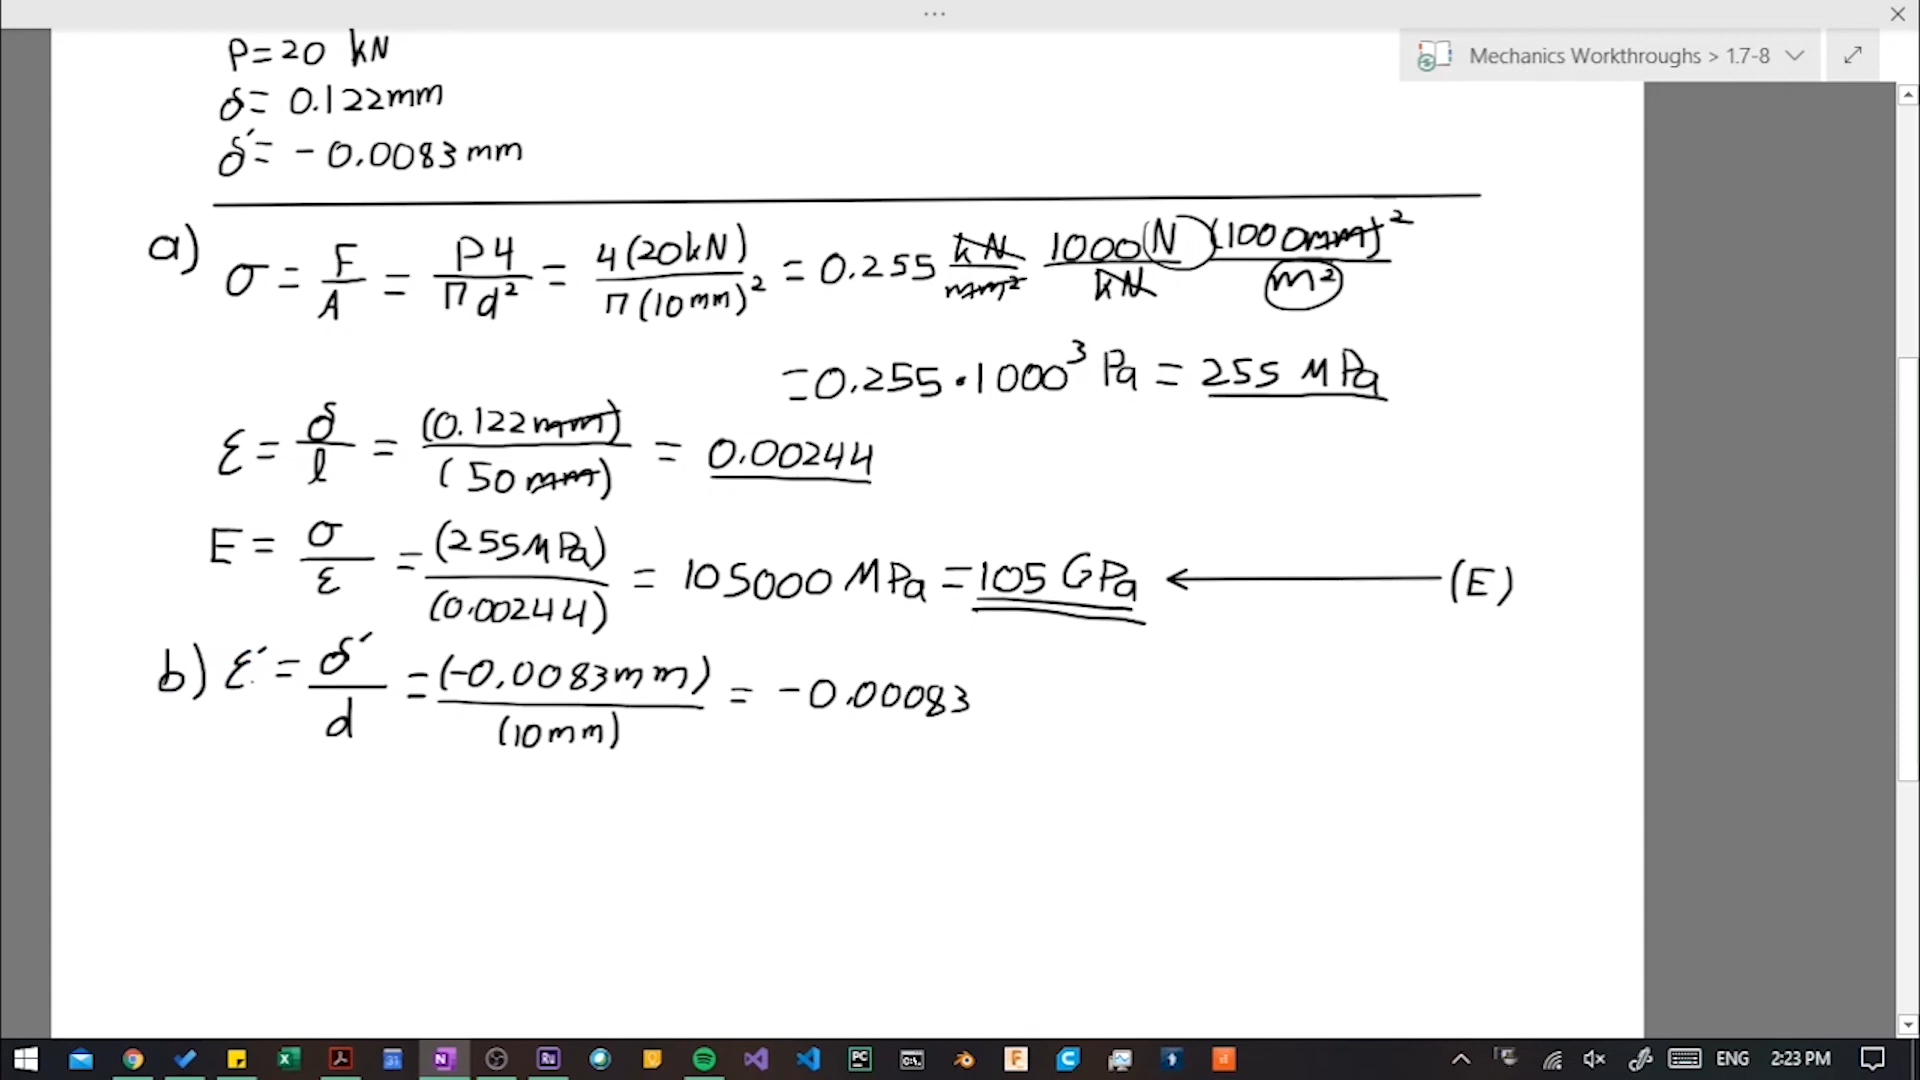 ...
Mechanics Workthroughs > 1.7-8
P = 20 kN
δ = 0.122mm
δ' = - 0.0083 mm
a) σ = F/A = P4/πd² = 4(20kN)/π(10mm)² = 0.255 kN/mm² 1000N/kN (1000mm)²/m²
= 0.255 · 1000³ Pa = 255 MPa
ε = δ/l = (0.122mm)/(50mm) = 0.00244
E = σ/ε = (255MPa)/(0.00244) = 105000 MPa = 105 GPa ← (E)
b) ε' = δ'/d = (-0.0083mm)/(10mm) = -0.00083
ENG 2:23 PM